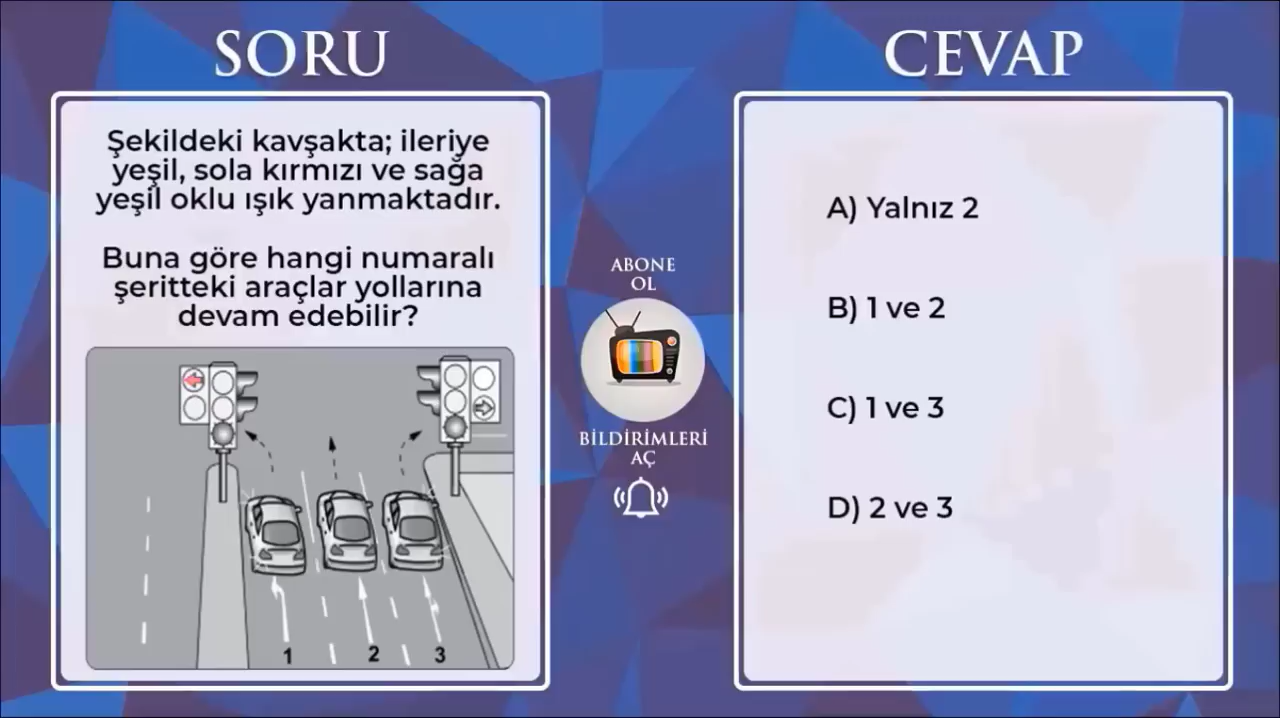 SORU
Şekildeki kavşakta; ileriye
yeşil, sola kırmızı ve sağa
yeşil oklu ışık yanmaktadır.
Buna göre hangi numaralı
şeritteki araçlar yollarına
devam edebilir?
1 2 3
ABONE
OL
BİLDİRİMLERİ
AÇ
CEVAP
A) Yalnız 2
B) 1 ve 2
C) 1 ve 3
D) 2 ve 3